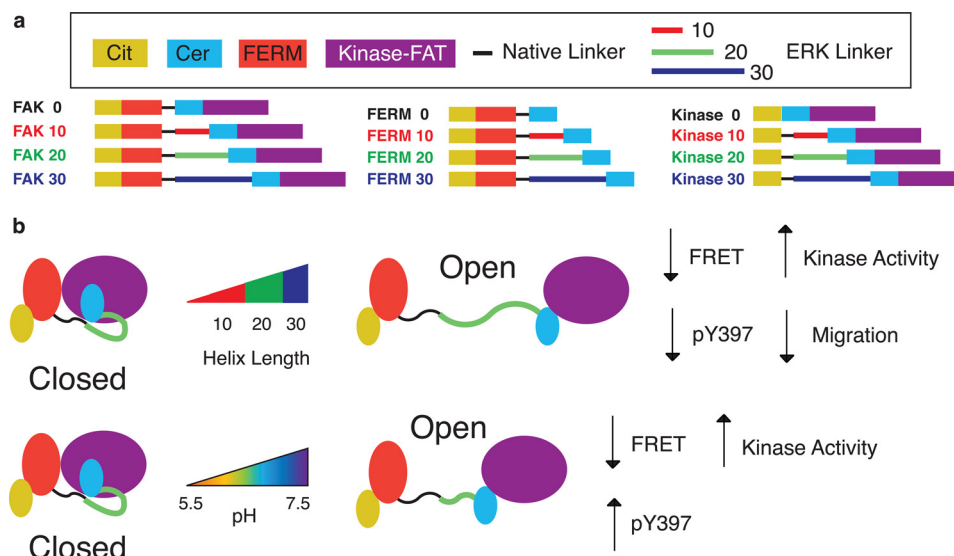 a
Cit Cer FERM Kinase-FAT Native Linker 10 20 30 ERK Linker
FAK 0 FERM 0 Kinase 0
FAK 10 FERM 10 Kinase 10
FAK 20 FERM 20 Kinase 20
FAK 30 FERM 30 Kinase 30
b
Open FRET Kinase Activity
10 20 30
Helix Length
pY397 Migration
Closed
Open FRET Kinase Activity
5.5 7.5
pH
pY397
Closed